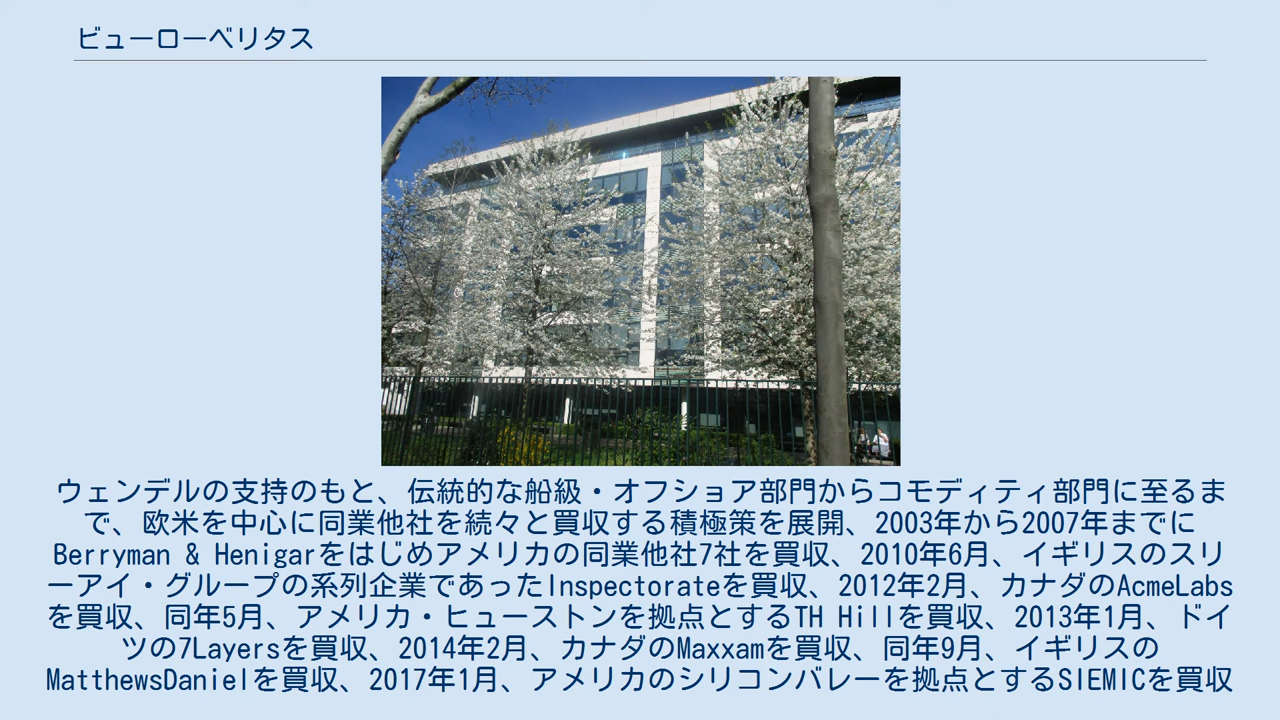 ビューローベリタス
ウェンデルの支持のもと、伝統的な船級・オフショア部門からコモディティ部門に至るま
で、欧米を中心に同業他社を続々と買収する積極策を展開、2003年から2007年までに
Berryman & Henigarをはじめアメリカの同業他社7社を買収、2010年6月、イギリスのスリ
ーアイ・グループの系列企業であったInspectorateを買収、2012年2月、カナダのAcmeLabs
を買収、同年5月、アメリカ・ヒューストンを拠点とするTH Hillを買収、2013年1月、ドイ
ツの7Layersを買収、2014年2月、カナダのMaxxamを買収、同年9月、イギリスの
MatthewsDanielを買収、2017年1月、アメリカのシリコンバレーを拠点とするSIEMICを買収